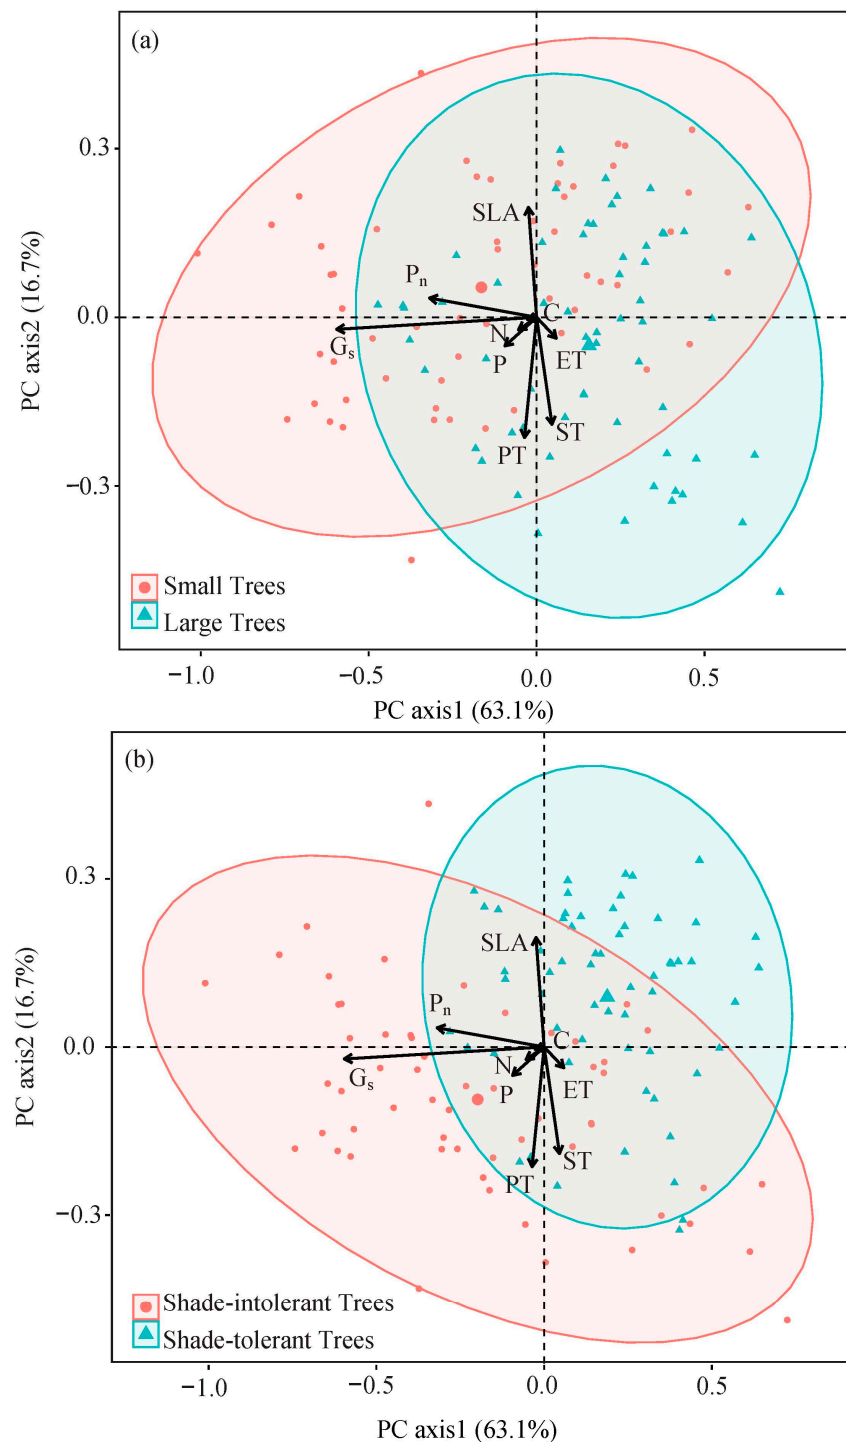 (a)
0.3
SLA
Pn
PC axis2 (16.7%)
0.0
C
N
Gs
P
ET
ST
PT
−0.3
Small Trees
Large Trees
−1.0 −0.5 0.0 0.5
PC axis1 (63.1%)
(b)
0.3
SLA
Pn
PC axis2 (16.7%)
0.0
C
N
Gs
P
ET
ST
PT
−0.3
Shade-intolerant Trees
Shade-tolerant Trees
−1.0 −0.5 0.0 0.5
PC axis1 (63.1%)